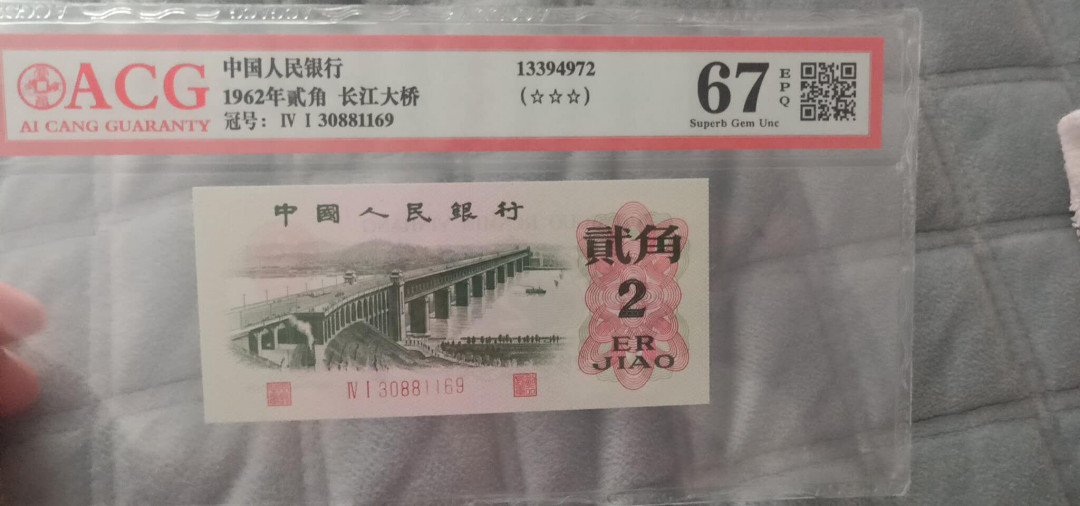 ACG
AI CANG GUARANTY
中国人民银行
1962年贰角 长江大桥
冠号: IV I 30881169
13394972
(☆☆☆)
67
EPQ
Superb Gem Unc
中國人民銀行
貳角
2
ER
JIAO
IV I 30881169